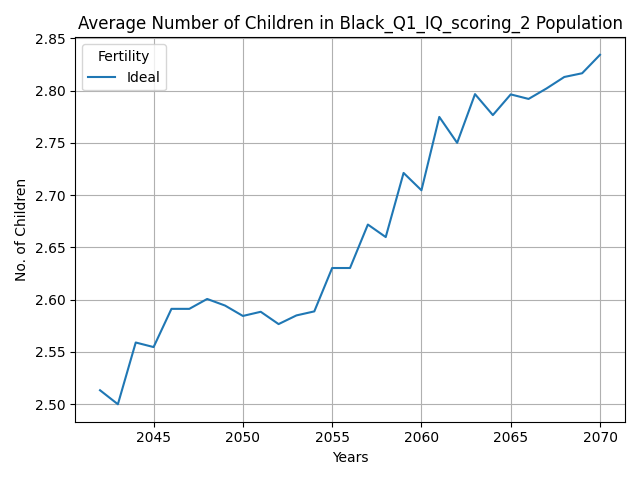 Average Number of Children in Black_Q1_IQ_scoring_2 Population
2.85
2.80
2.75
2.70
2.65
2.60
2.55
2.50
No. of Children
Fertility
Ideal
2045
2050
2055
2060
2065
2070
Years